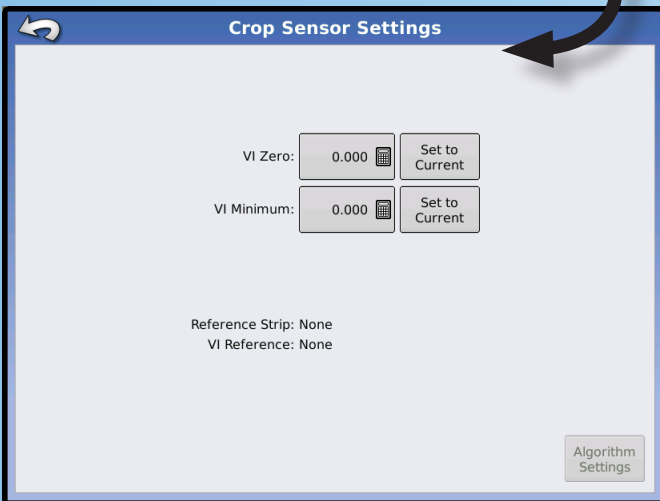 Crop Sensor Settings
VI Zero: 0.000 Set to
Current
VI Minimum: 0.000 Set to
Current
Reference Strip: None
VI Reference: None
Algorithm
Settings